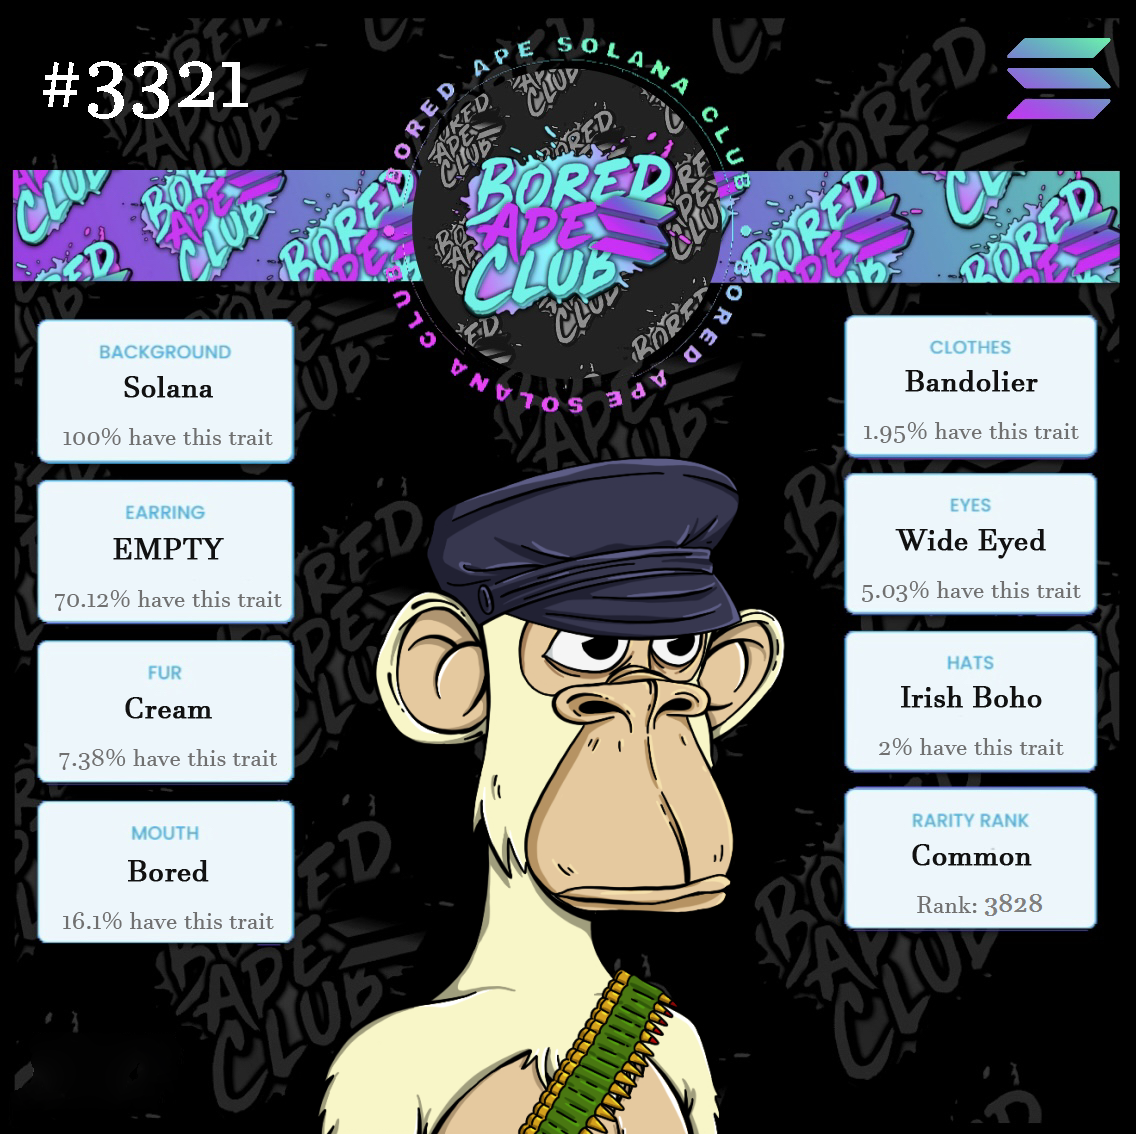 #3321
BORED APE SOLANA CLUB
BORED APE SOLANA CLUB
BORED
APE
CLUB
BACKGROUND
Solana
100% have this trait
EARRING
EMPTY
70.12% have this trait
FUR
Cream
7.38% have this trait
MOUTH
Bored
16.1% have this trait
CLOTHES
Bandolier
1.95% have this trait
EYES
Wide Eyed
5.03% have this trait
HATS
Irish Boho
2% have this trait
RARITY RANK
Common
Rank: 3828